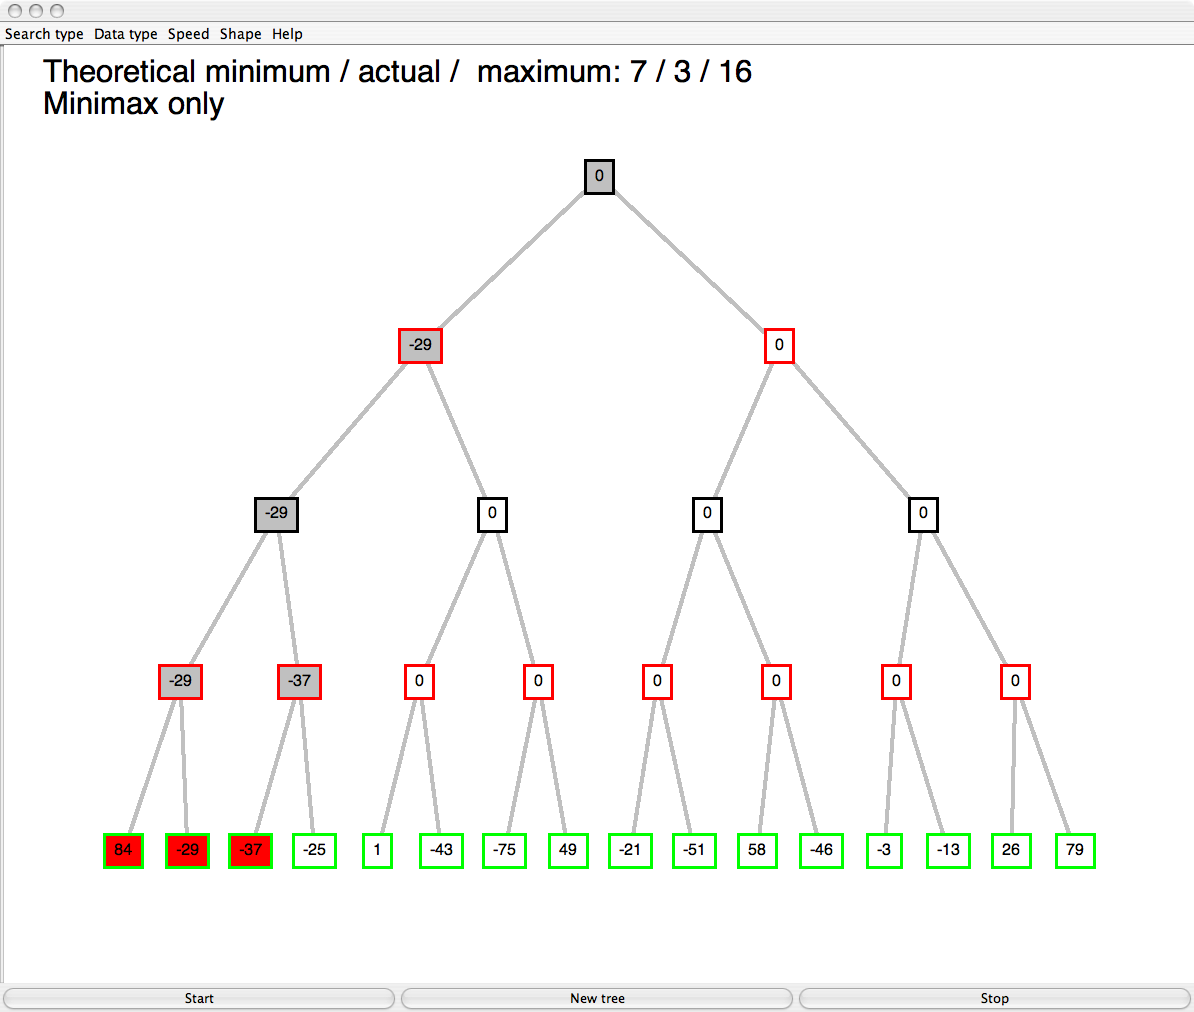 Search type Data type Speed Shape Help
Theoretical minimum / actual /  maximum: 7 / 3 / 16
Minimax only
0
-29 0
-29 0 0 0
-29 -37 0 0 0 0 0 0
84 -29 -37 -25 1 -43 -75 49 -21 -51 58 -46 -3 -13 26 79
Start New tree Stop